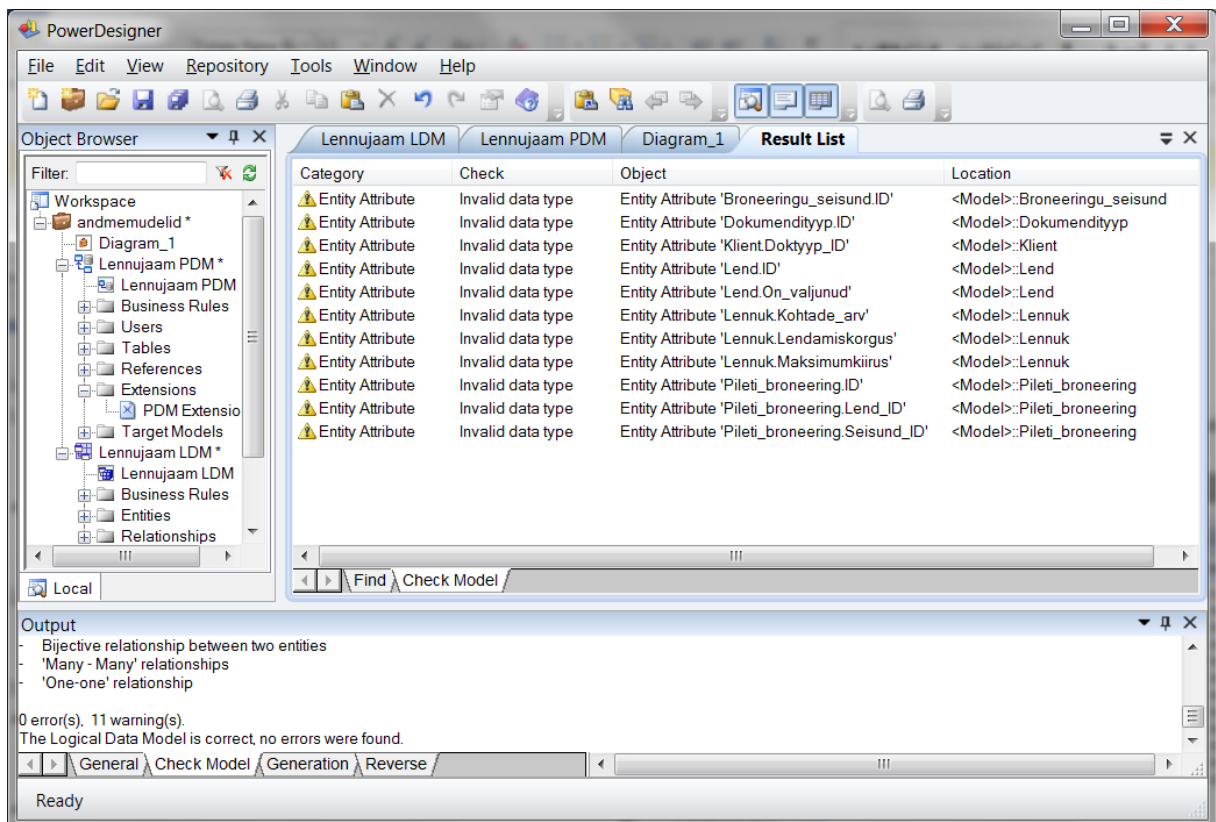 PowerDesigner
File Edit View Repository Tools Window Help
Object Browser
Filter:
Workspace
andmemudelid *
Diagram_1
Lennujaam PDM *
Lennujaam PDM
Business Rules
Users
Tables
References
Extensions
PDM Extensio
Target Models
Lennujaam LDM *
Lennujaam LDM
Business Rules
Entities
Relationships
Local
Lennujaam LDM Lennujaam PDM Diagram_1 Result List
Category Check Object Location
Entity Attribute Invalid data type Entity Attribute 'Broneeringu_seisund.ID' <Model>::Broneeringu_seisund
Entity Attribute Invalid data type Entity Attribute 'Dokumendityyp.ID' <Model>::Dokumendityyp
Entity Attribute Invalid data type Entity Attribute 'Klient.Doktyyp_ID' <Model>::Klient
Entity Attribute Invalid data type Entity Attribute 'Lend.ID' <Model>::Lend
Entity Attribute Invalid data type Entity Attribute 'Lend.On_valjunud' <Model>::Lend
Entity Attribute Invalid data type Entity Attribute 'Lennuk.Kohtade_arv' <Model>::Lennuk
Entity Attribute Invalid data type Entity Attribute 'Lennuk.Lendamiskorgus' <Model>::Lennuk
Entity Attribute Invalid data type Entity Attribute 'Lennuk.Maksimumkiirus' <Model>::Lennuk
Entity Attribute Invalid data type Entity Attribute 'Pileti_broneering.ID' <Model>::Pileti_broneering
Entity Attribute Invalid data type Entity Attribute 'Pileti_broneering.Lend_ID' <Model>::Pileti_broneering
Entity Attribute Invalid data type Entity Attribute 'Pileti_broneering.Seisund_ID' <Model>::Pileti_broneering
Find Check Model
Output
- Bijective relationship between two entities
- 'Many - Many' relationships
- 'One-one' relationship
0 error(s), 11 warning(s).
The Logical Data Model is correct, no errors were found.
General Check Model Generation Reverse
Ready